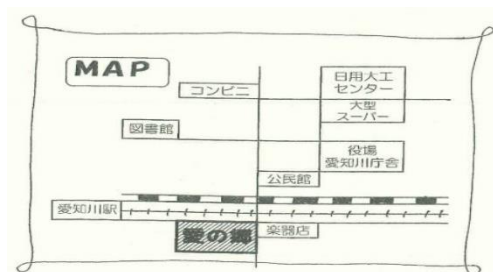 MAP
コンビニ
日用大工
センター
大型
スーパー
図書館
役場
愛知川庁舎
公民館
愛知川駅
愛の郷
楽器店